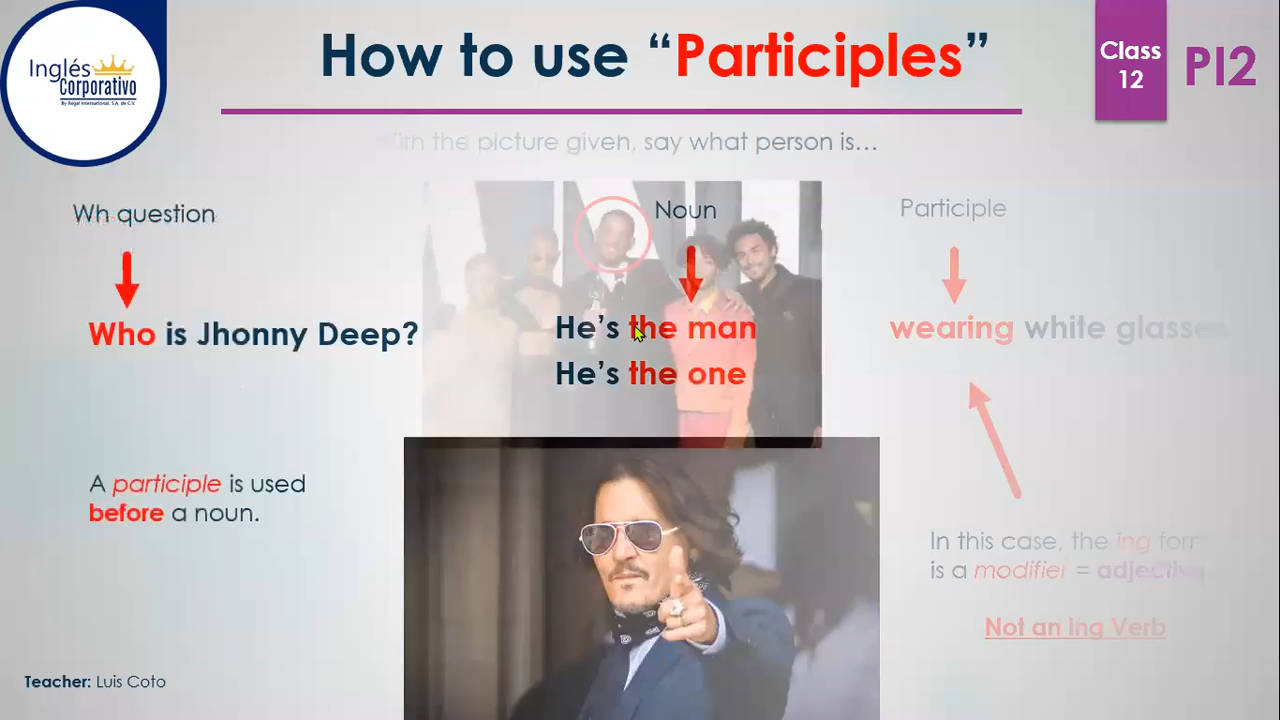 Inglés
Corporativo
By Regal International, S.A. de C.V.
How to use “Participles”
Class
12
PI2
ith the picture given, say what person is...
Wh question
Noun
Participle
Who is Jhonny Deep?
He’s the man
He’s the one
wearing white glasses
A participle is used
before a noun.
In this case, the ing form
is a modifier = adjective
Not an ing Verb
Teacher: Luis Coto